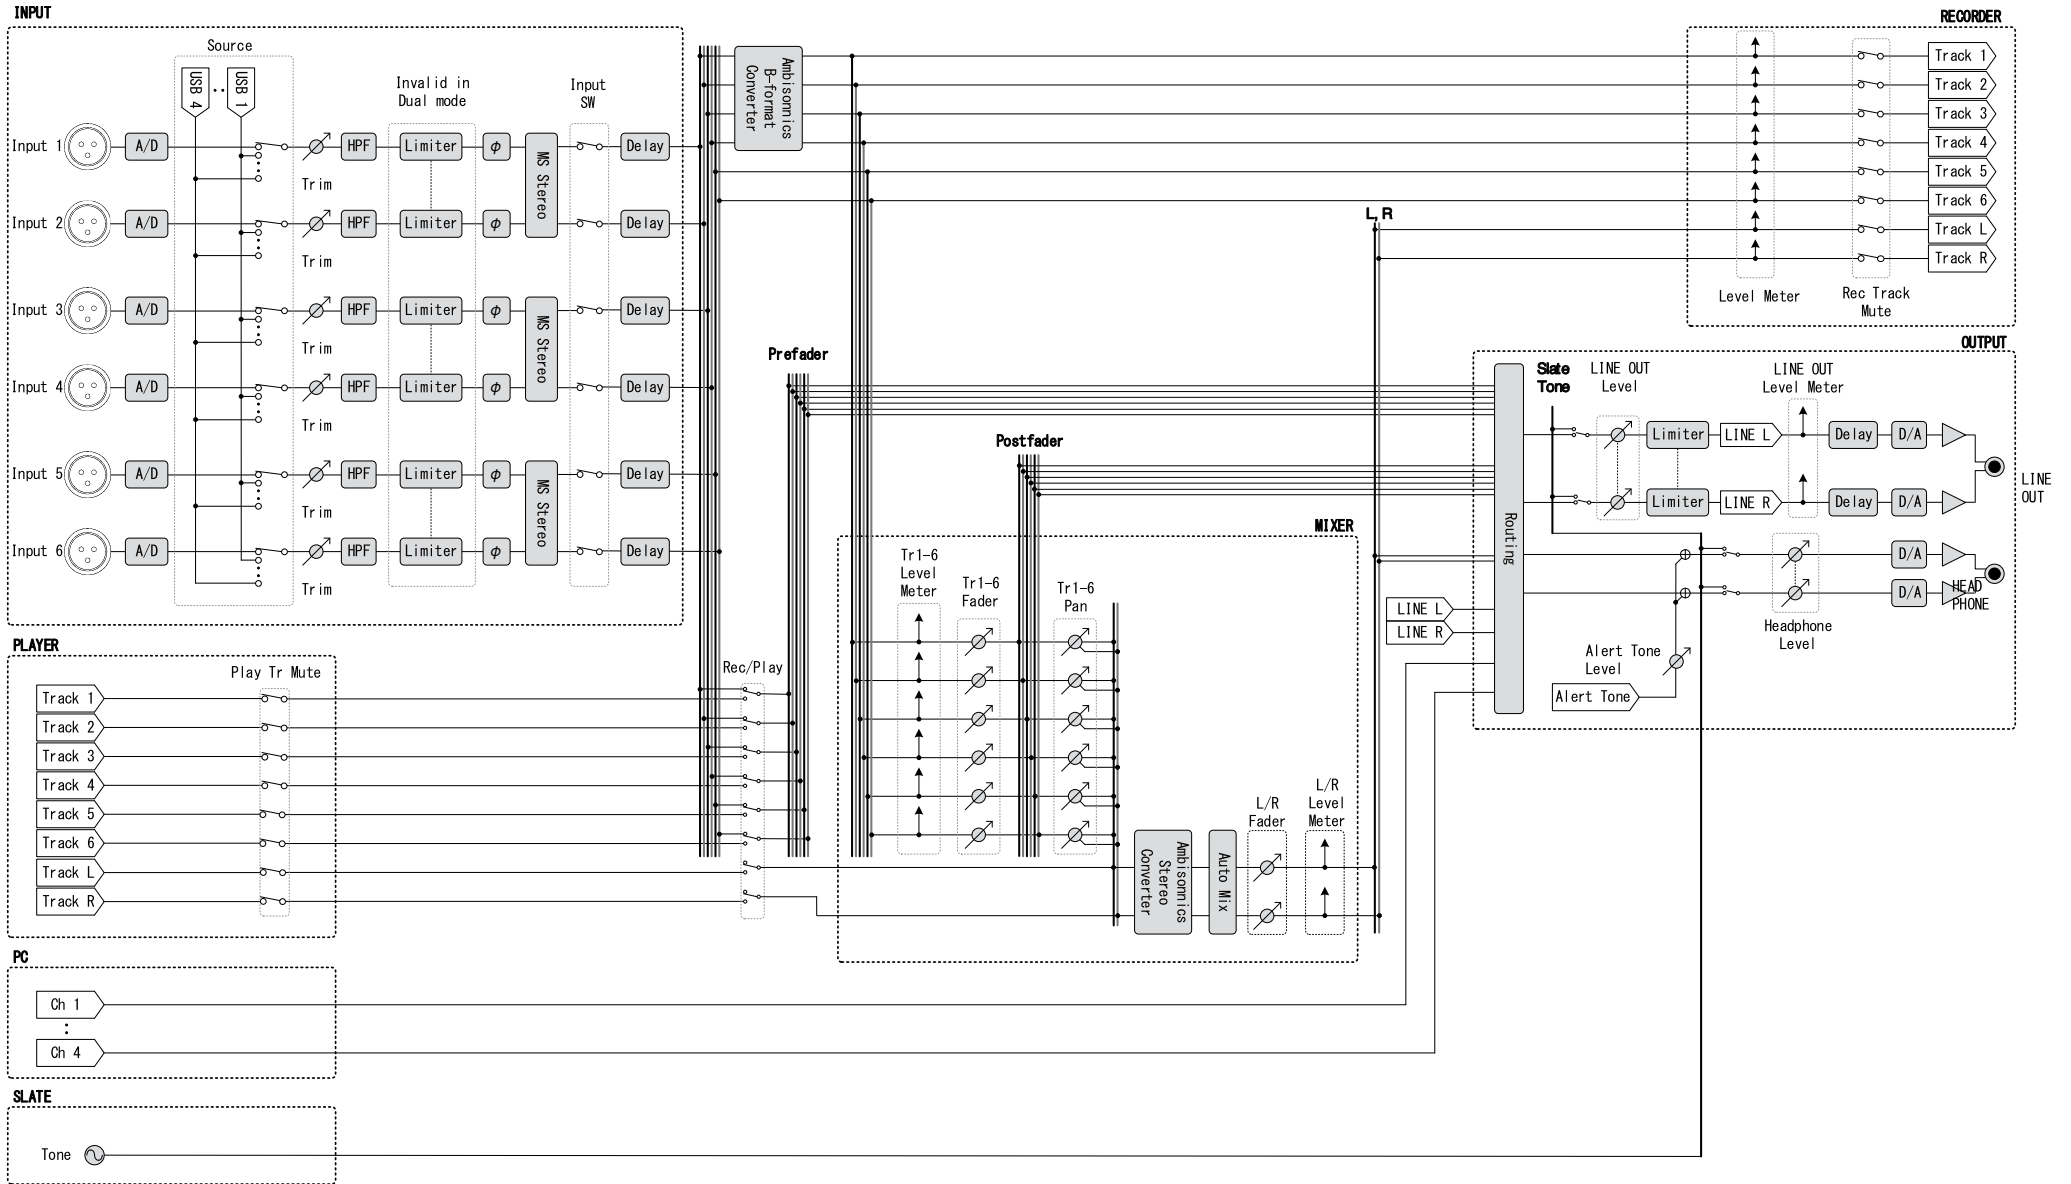 INPUT
Source
USB 4
USB 1
Invalid in
Dual mode
Input
SW
Input 1
A/D
Trim
HPF
Limiter
φ
MS Stereo
Delay
Input 2
A/D
Trim
HPF
Limiter
φ
Delay
Input 3
A/D
Trim
HPF
Limiter
φ
MS Stereo
Delay
Input 4
A/D
Trim
HPF
Limiter
φ
Delay
Input 5
A/D
Trim
HPF
Limiter
φ
MS Stereo
Delay
Input 6
A/D
Trim
HPF
Limiter
φ
Delay
Ambisonnics
B-format
Converter
RECORDER
Track 1
Track 2
Track 3
Track 4
Track 5
Track 6
Track L
Track R
Level Meter
Rec Track
Mute
L,R
Prefader
Postfader
OUTPUT
Routing
Slate
Tone
LINE OUT
Level
LINE OUT
Level Meter
Limiter
LINE L
Delay
D/A
Limiter
LINE R
Delay
D/A
LINE
OUT
D/A
D/A
HEAD
PHONE
Headphone
Level
LINE L
LINE R
Alert Tone
Level
Alert Tone
MIXER
Tr1-6
Level
Meter
Tr1-6
Fader
Tr1-6
Pan
Ambisonnics
Stereo
Converter
Auto Mix
L/R
Fader
L/R
Level
Meter
PLAYER
Play Tr Mute
Rec/Play
Track 1
Track 2
Track 3
Track 4
Track 5
Track 6
Track L
Track R
PC
Ch 1
Ch 4
SLATE
Tone